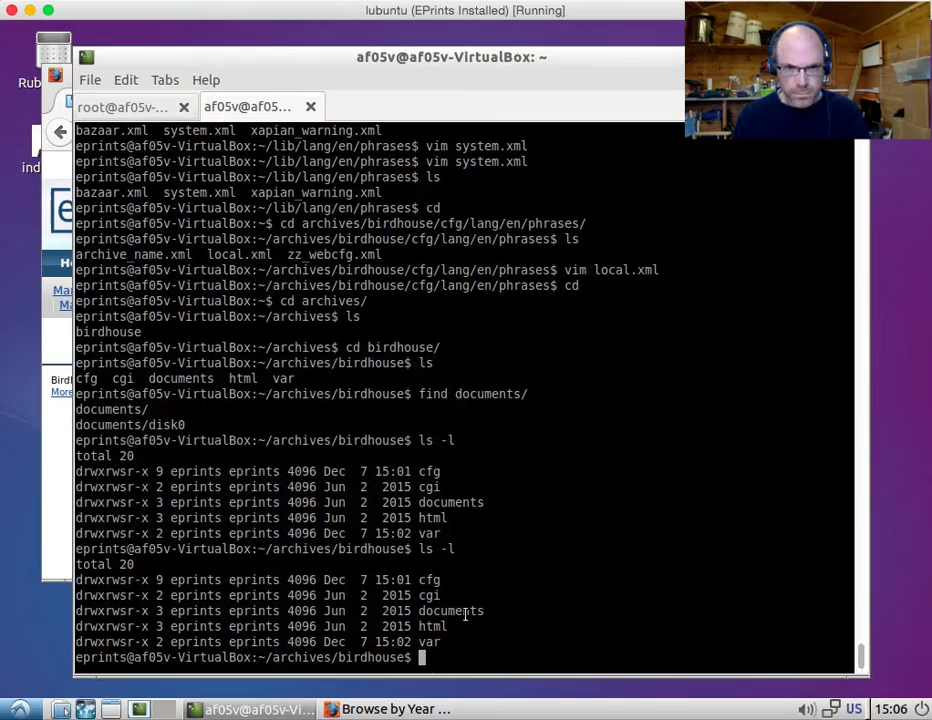 lubuntu (EPrints Installed) [Running]
af05v@af05v-VirtualBox: ~
File Edit Tabs Help
root@af05v-... af05v@af05...
bazaar.xml  system.xml  xapian_warning.xml
eprints@af05v-VirtualBox:~/lib/lang/en/phrases$ vim system.xml
eprints@af05v-VirtualBox:~/lib/lang/en/phrases$ vim system.xml
eprints@af05v-VirtualBox:~/lib/lang/en/phrases$ ls
bazaar.xml  system.xml  xapian_warning.xml
eprints@af05v-VirtualBox:~/lib/lang/en/phrases$ cd
eprints@af05v-VirtualBox:~$ cd archives/birdhouse/cfg/lang/en/phrases/
eprints@af05v-VirtualBox:~/archives/birdhouse/cfg/lang/en/phrases$ ls
archive_name.xml  local.xml  zz_webcfg.xml
eprints@af05v-VirtualBox:~/archives/birdhouse/cfg/lang/en/phrases$ vim local.xml
eprints@af05v-VirtualBox:~/archives/birdhouse/cfg/lang/en/phrases$ cd
eprints@af05v-VirtualBox:~$ cd archives/
eprints@af05v-VirtualBox:~/archives$ ls
birdhouse
eprints@af05v-VirtualBox:~/archives$ cd birdhouse/
eprints@af05v-VirtualBox:~/archives/birdhouse$ ls
cfg  cgi  documents  html  var
eprints@af05v-VirtualBox:~/archives/birdhouse$ find documents/
documents/
documents/disk0
eprints@af05v-VirtualBox:~/archives/birdhouse$ ls -l
total 20
drwxrwsr-x 9 eprints eprints 4096 Dec  7 15:01 cfg
drwxrwsr-x 2 eprints eprints 4096 Jun  2  2015 cgi
drwxrwsr-x 3 eprints eprints 4096 Jun  2  2015 documents
drwxrwsr-x 3 eprints eprints 4096 Jun  2  2015 html
drwxrwsr-x 2 eprints eprints 4096 Dec  7 15:02 var
eprints@af05v-VirtualBox:~/archives/birdhouse$ ls -l
total 20
drwxrwsr-x 9 eprints eprints 4096 Dec  7 15:01 cfg
drwxrwsr-x 2 eprints eprints 4096 Jun  2  2015 cgi
drwxrwsr-x 3 eprints eprints 4096 Jun  2  2015 documents
drwxrwsr-x 3 eprints eprints 4096 Jun  2  2015 html
drwxrwsr-x 2 eprints eprints 4096 Dec  7 15:02 var
eprints@af05v-VirtualBox:~/archives/birdhouse$
Rub
ind
e
Ho
Mar
Ma
Birdl
More
af05v@af05v-Vi...
Browse by Year ...
US
15:06